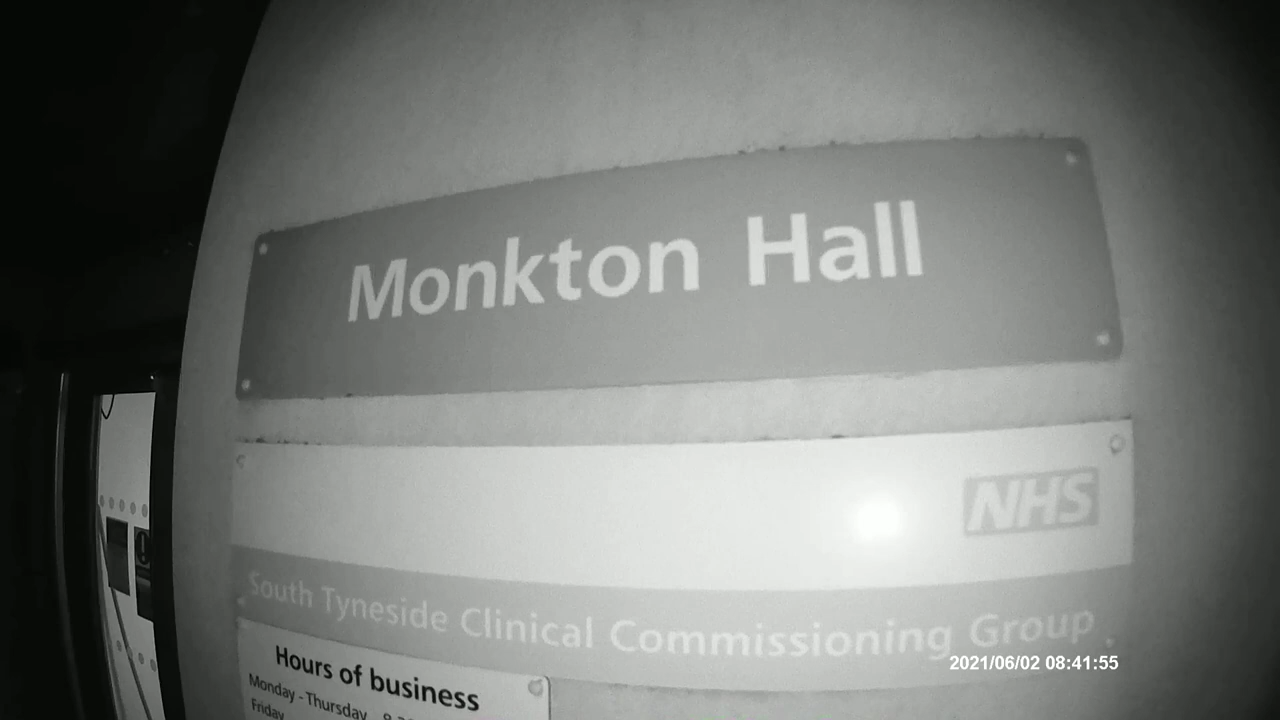 Monkton Hall
NHS
South Tyneside Clinical Commissioning Group
Hours of business
Monday - Thursday
Friday
2021/06/02 08:41:55